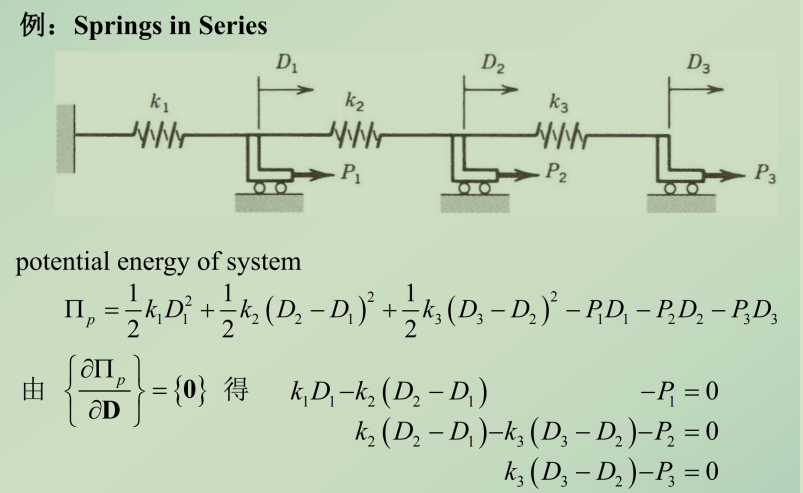 例：Springs in Series
D₁ D₂ D₃
k₁ k₂ k₃
P₁ P₂ P₃
potential energy of system
Πₚ = 1/2 k₁D₁² + 1/2 k₂(D₂ − D₁)² + 1/2 k₃(D₃ − D₂)² − P₁D₁ − P₂D₂ − P₃D₃
由 {∂Πₚ/∂D} = {0} 得 k₁D₁−k₂(D₂ − D₁) −P₁ = 0
k₂(D₂ − D₁)−k₃(D₃ − D₂)−P₂ = 0
k₃(D₃ − D₂)−P₃ = 0